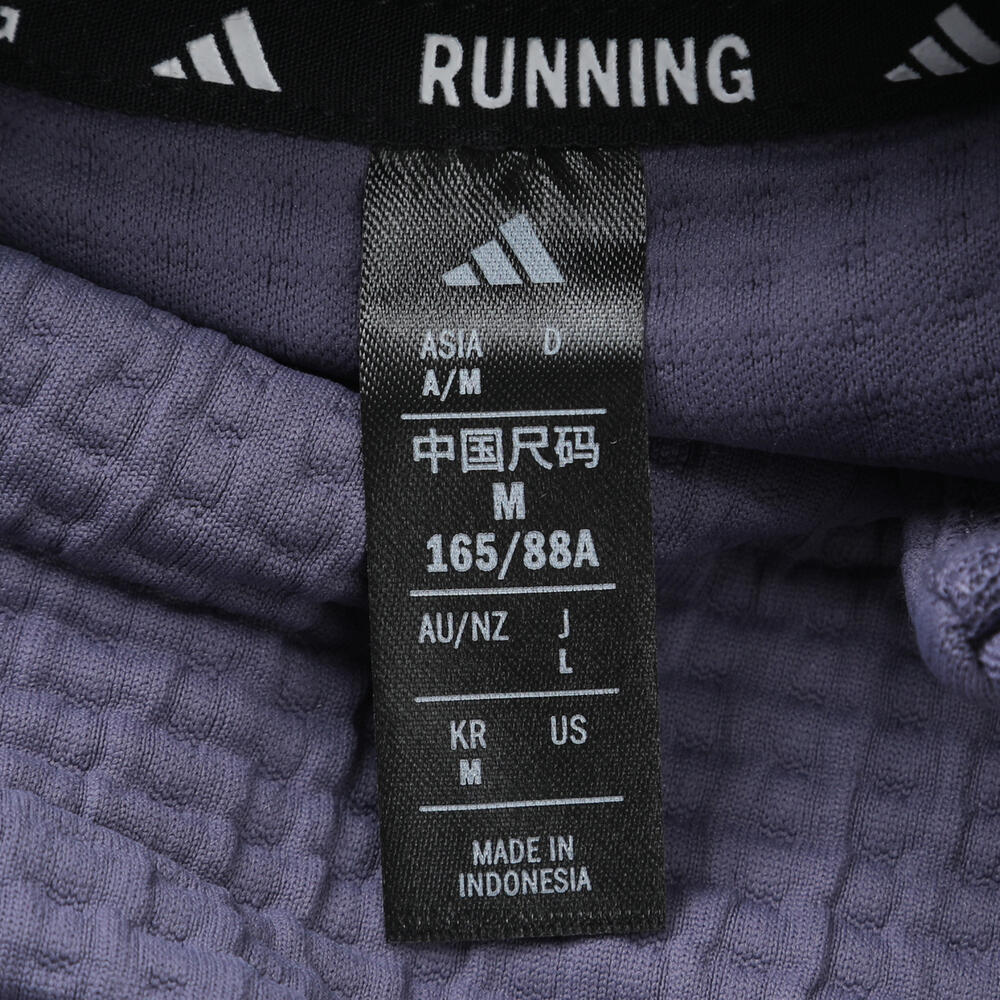 RUNNING
ASIA D
A/M
中国尺码
M
165/88A
AU/NZ J
L
KR US
M
MADE IN
INDONESIA